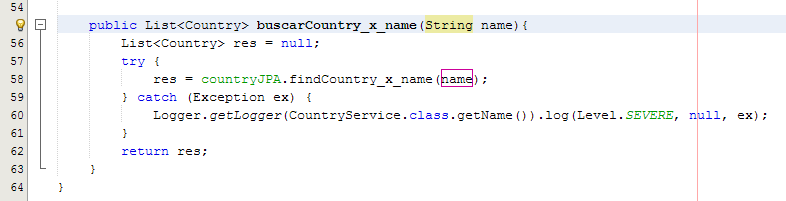 54
55 public List<Country> buscarCountry_x_name(String name){
56 List<Country> res = null;
57 try {
58 res = countryJPA.findCountry_x_name(name);
59 } catch (Exception ex) {
60 Logger.getLogger(CountryService.class.getName()).log(Level.SEVERE, null, ex);
61 }
62 return res;
63 }
64 }